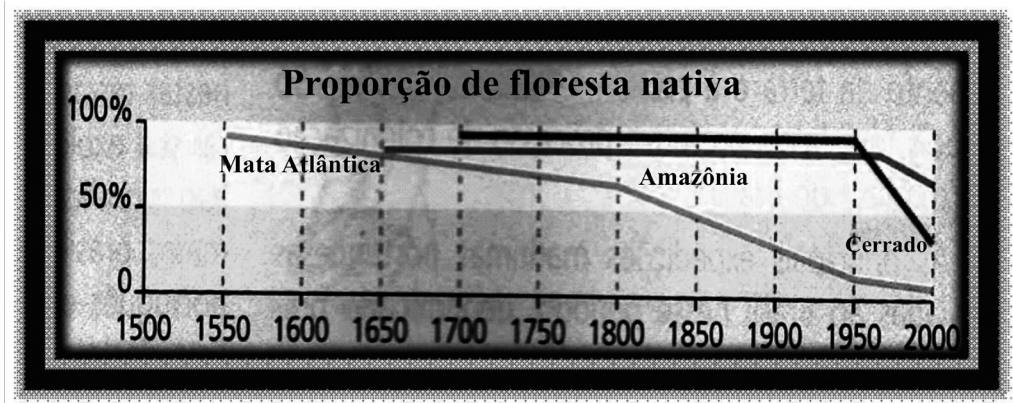 Proporção de floresta nativa
100%
Mata Atlântica
Amazônia
50%
Cerrado
0
1500 1550 1600 1650 1700 1750 1800 1850 1900 1950 2000